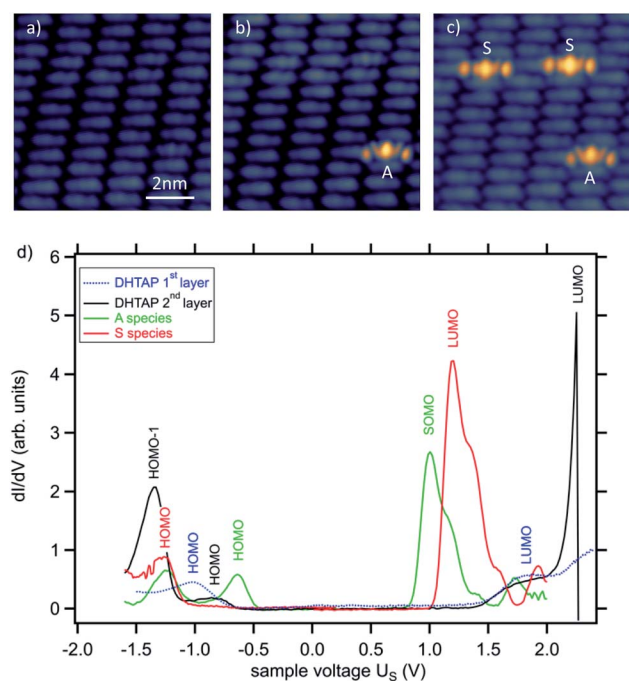 a)
b)
c)
S
S
2nm
A
A
d)
6
5
4
3
2
1
0
dI/dV (arb. units)
DHTAP 1st layer
DHTAP 2nd layer
A species
S species
HOMO-1
HOMO
HOMO
HOMO
HOMO
SOMO
LUMO
LUMO
LUMO
-2.0 -1.5 -1.0 -0.5 0.0 0.5 1.0 1.5 2.0
sample voltage US (V)